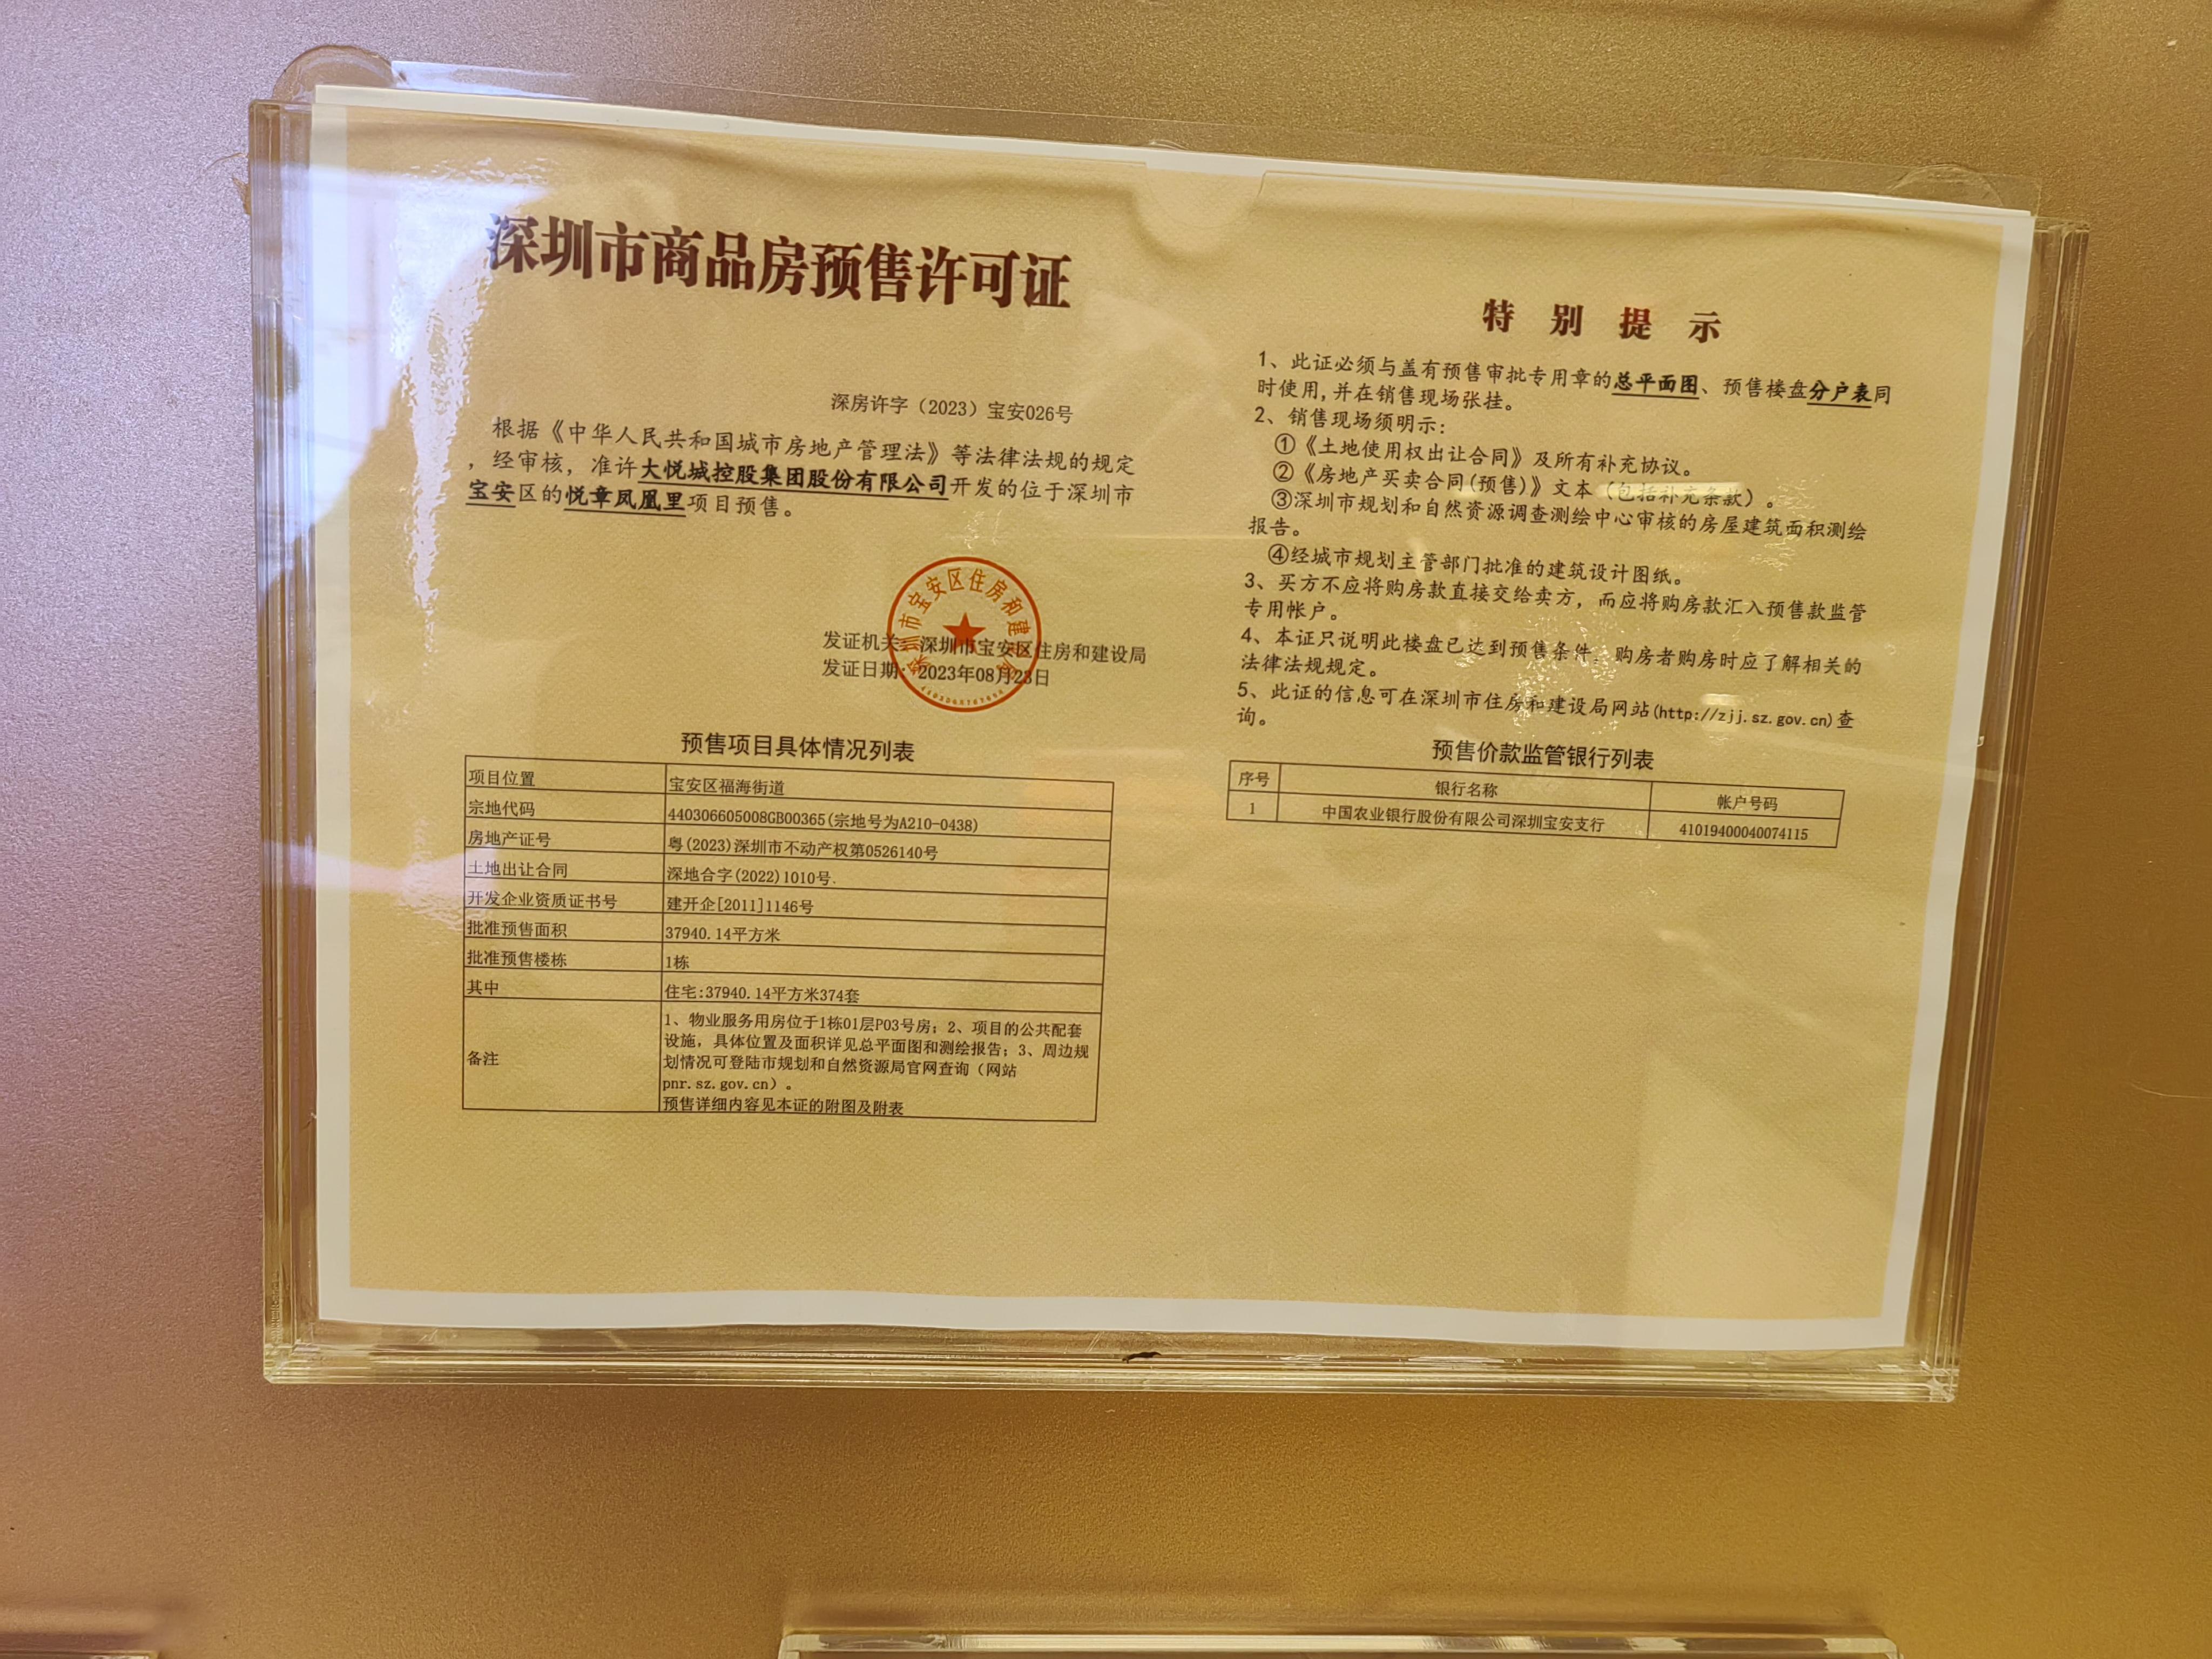 深圳市商品房预售许可证
深房许字（2023）宝安026号
根据《中华人民共和国城市房地产管理法》等法律法规的规定
，经审核，准许大悦城控股集团股份有限公司开发的位于深圳市
宝安区的悦章凤凰里项目预售。
深圳市宝安区住房和建
发证机关：深圳市宝安区住房和建设局
发证日期：2023年08月23日
预售项目具体情况列表
项目位置 宝安区福海街道
宗地代码 440306605008GB00365(宗地号为A210-0438)
房地产证号 粤(2023)深圳市不动产权第0526140号
土地出让合同 深地合字(2022)1010号.
开发企业资质证书号 建开企[2011]1146号
批准预售面积 37940.14平方米
批准预售楼栋 1栋
其中 住宅:37940.14平方米374套
备注 1、物业服务用房位于1栋01层P03号房；2、项目的公共配套
设施，具体位置及面积详见总平面图和测绘报告；3、周边规
划情况可登陆市规划和自然资源局官网查询（网站
pnr.sz.gov.cn）。
预售详细内容见本证的附图及附表
特别提示
1、此证必须与盖有预售审批专用章的总平面图、预售楼盘分户表同
时使用,并在销售现场张挂。
2、销售现场须明示：
①《土地使用权出让合同》及所有补充协议。
②《房地产买卖合同(预售)》文本（包括补充条款）。
③深圳市规划和自然资源调查测绘中心审核的房屋建筑面积测绘
报告。
④经城市规划主管部门批准的建筑设计图纸。
3、买方不应将购房款直接交给卖方，而应将购房款汇入预售款监管
专用帐户。
4、本证只说明此楼盘已达到预售条件，购房者购房时应了解相关的
法律法规规定。
5、此证的信息可在深圳市住房和建设局网站(http://zjj.sz.gov.cn)查
询。
预售价款监管银行列表
序号 银行名称 帐户号码
1 中国农业银行股份有限公司深圳宝安支行 41019400040074115